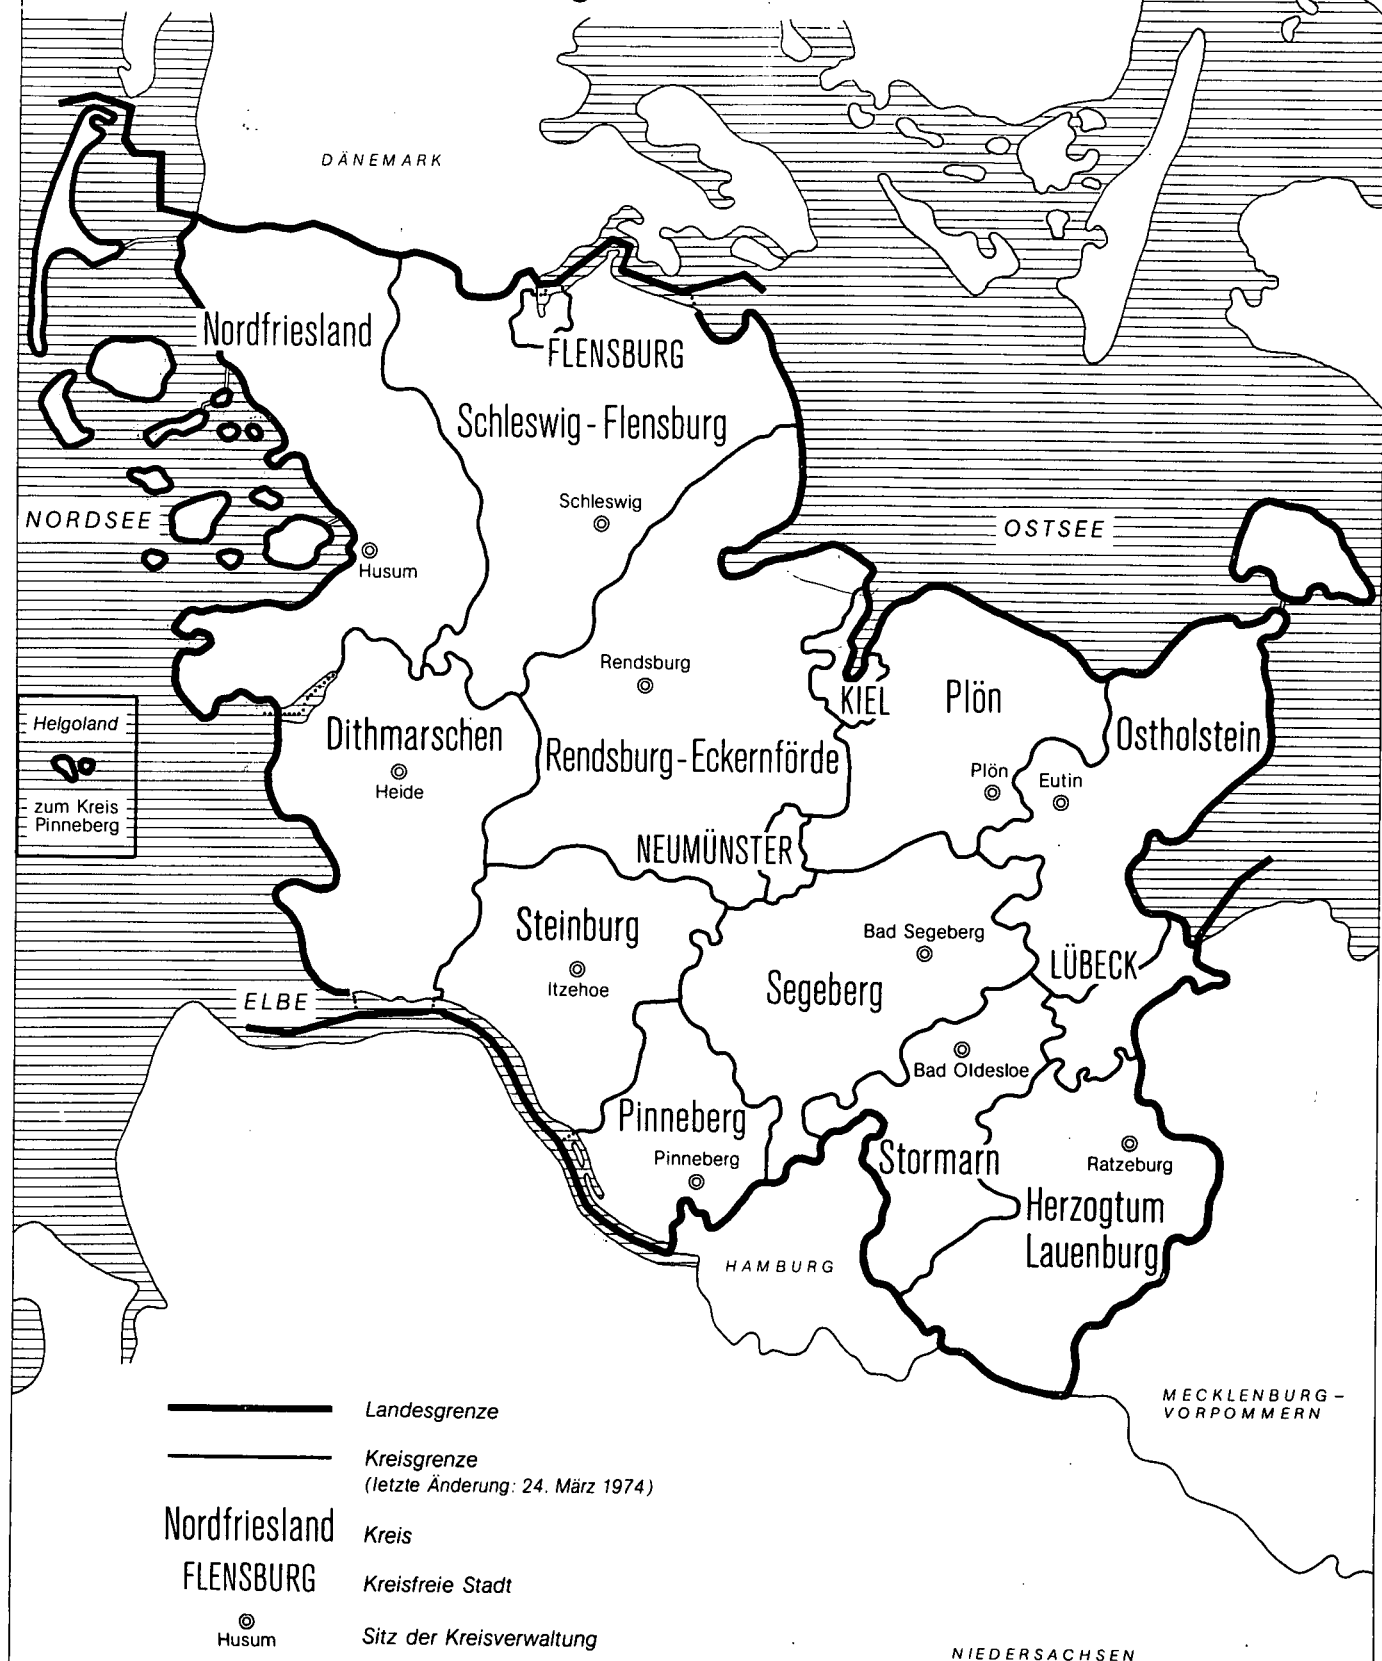 DÄNEMARK
Nordfriesland
FLENSBURG
Schleswig-Flensburg
Schleswig
NORDSEE
OSTSEE
Husum
Rendsburg
KIEL
Plön
Helgoland
Dithmarschen
Ostholstein
Rendsburg-Eckernförde
Plön
Eutin
Heide
zum Kreis
Pinneberg
NEUMÜNSTER
Steinburg
Bad Segeberg
LÜBECK
Itzehoe
Segeberg
ELBE
Bad Oldesloe
Pinneberg
Pinneberg
Stormarn
Ratzeburg
Herzogtum
Lauenburg
HAMBURG
MECKLENBURG-
VORPOMMERN
Landesgrenze
Kreisgrenze
(letzte Änderung: 24. März 1974)
Nordfriesland Kreis
FLENSBURG Kreisfreie Stadt
Husum Sitz der Kreisverwaltung
NIEDERSACHSEN